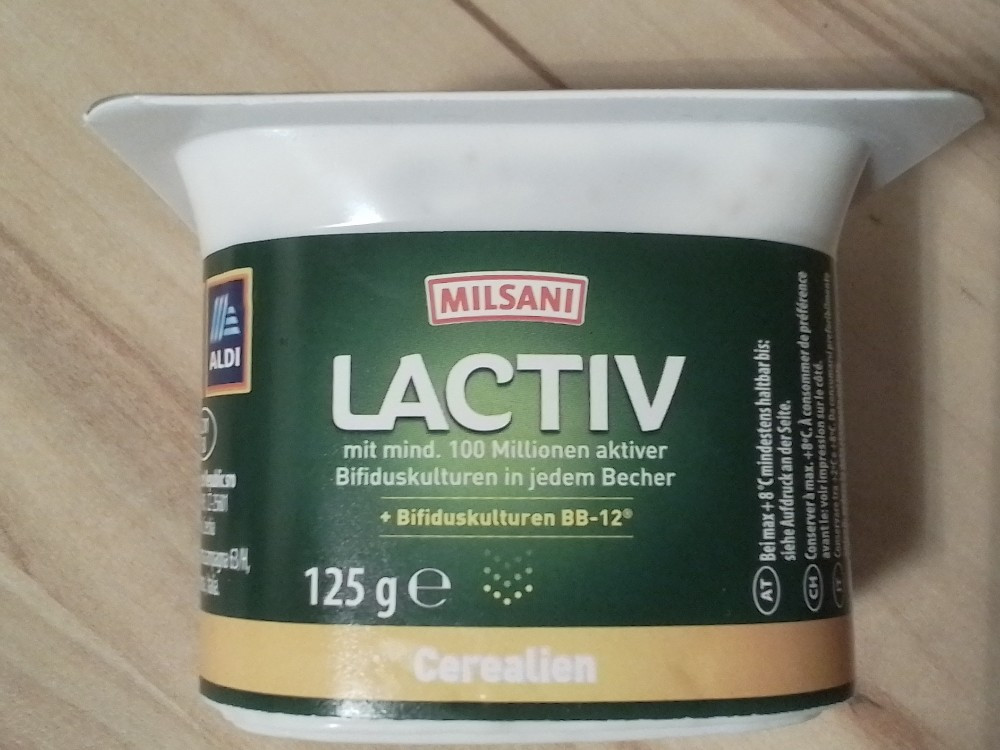 MILSANI
LACTIV
mit mind. 100 Millionen aktiver
Bifiduskulturen in jedem Becher
+ Bifiduskulturen BB-12®
125 g ℮
Cerealien
ALDI
AT Bei max +8 °C mindestens haltbar bis:
siehe Aufdruck an der Seite.
CH Conserver à max. +8°C. À consommer de préférence
avant le: voir impression sur le côté.
IT